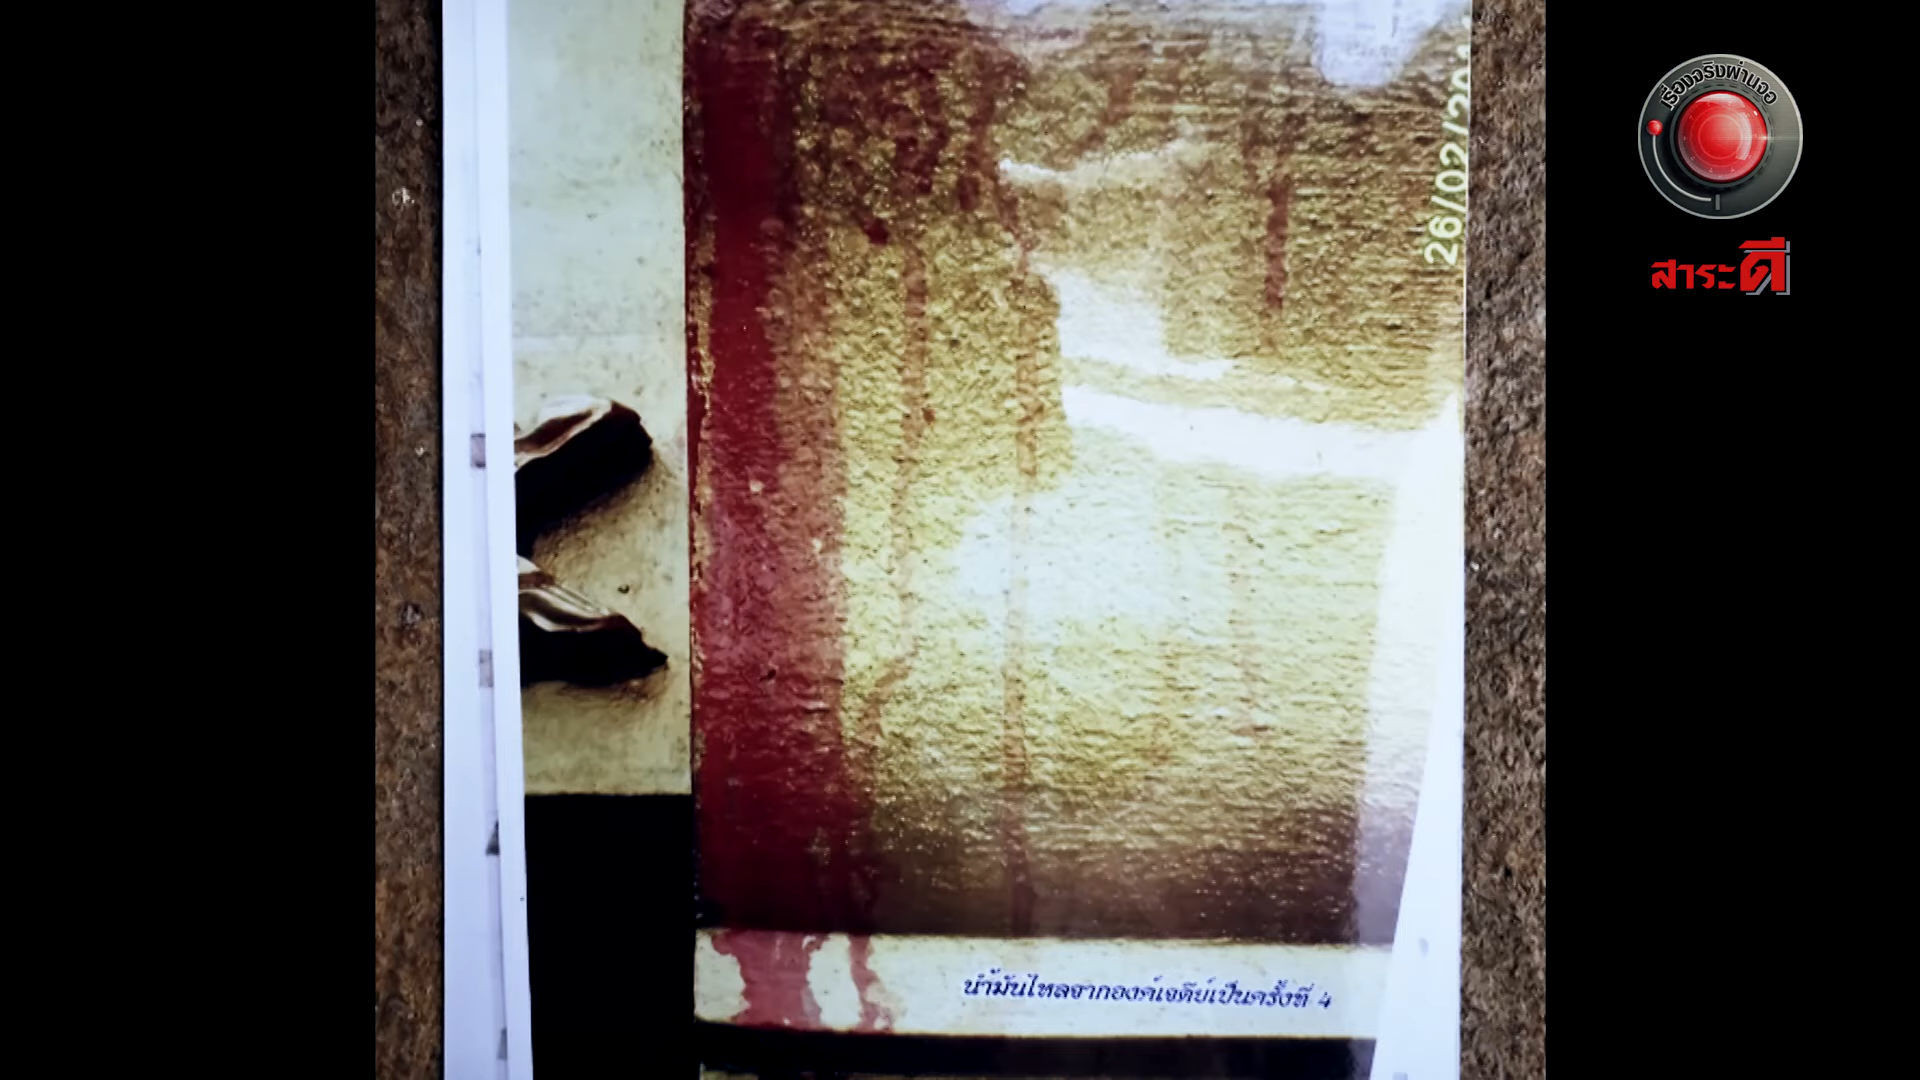 เรื่องจริงผ่านจอ
สาระดี
26/02/20
น้ำมันไหลจากองค์เจดีย์เป็นครั้งที่ 4